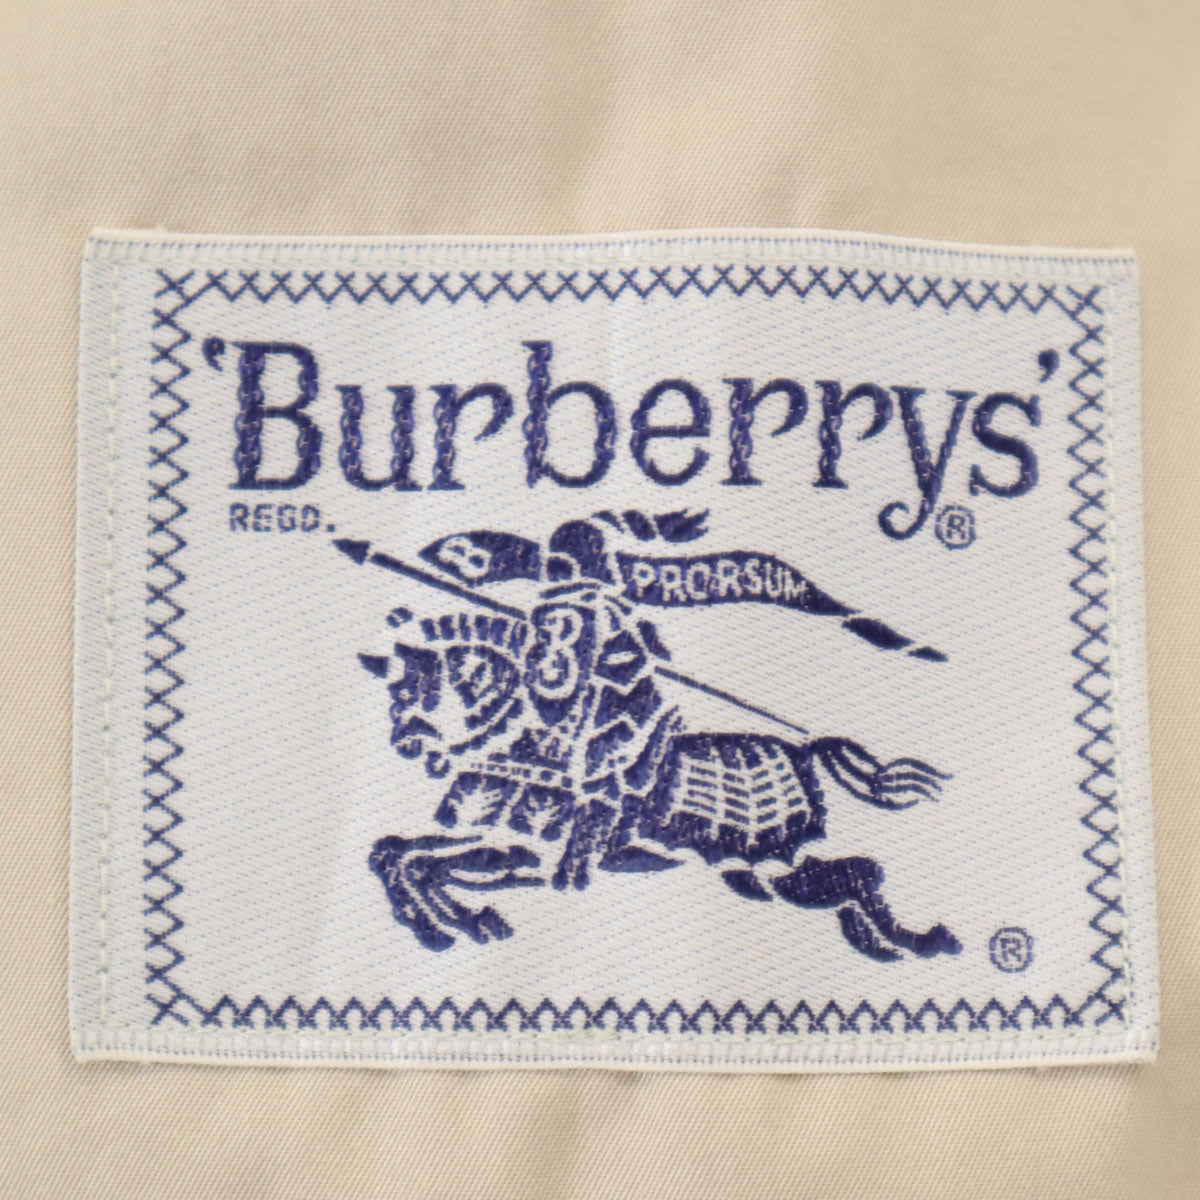 'Burberrys'
REGD. ®
B PRORSUM
B
®